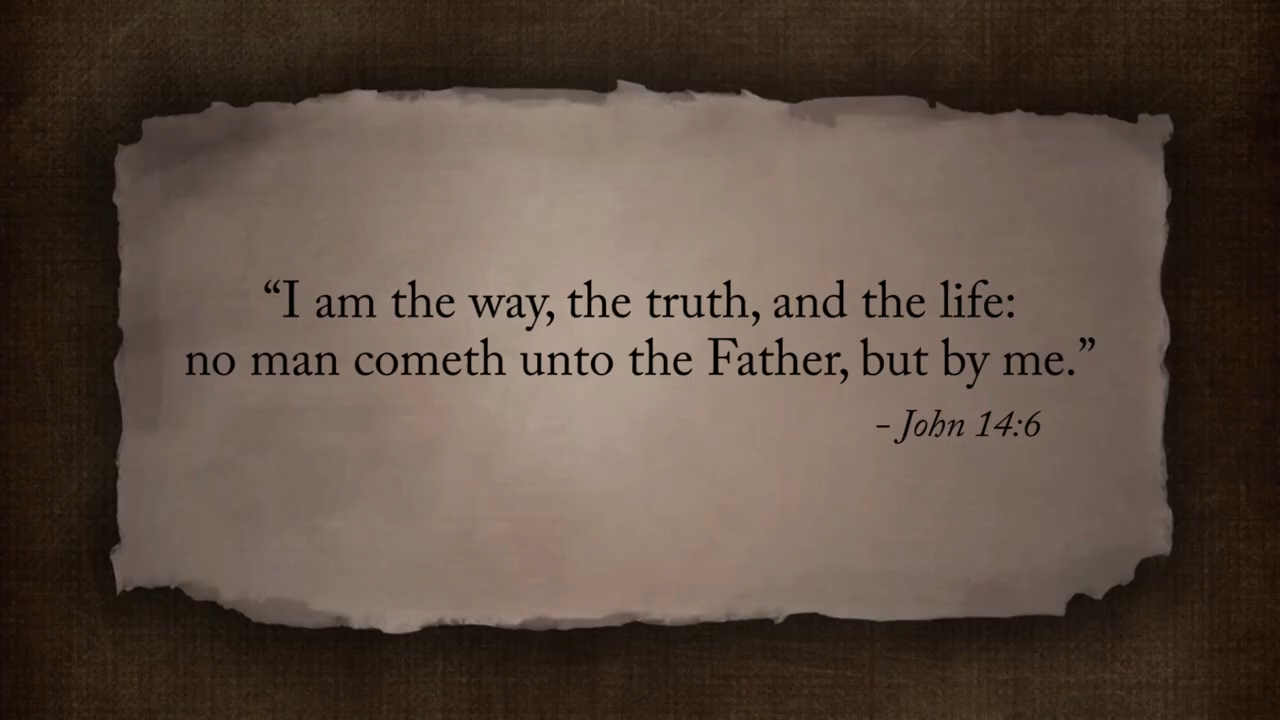 “I am the way, the truth, and the life:
no man cometh unto the Father, but by me.”
– John 14:6